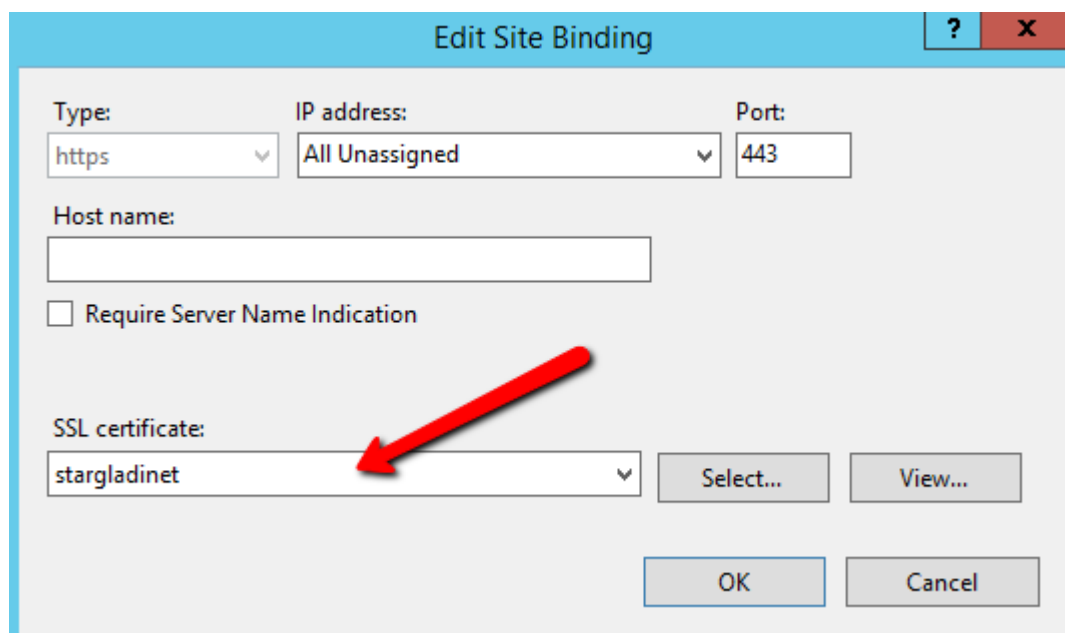 Edit Site Binding
?
x
Type:
IP address:
Port:
https
All Unassigned
443
Host name:
Require Server Name Indication
SSL certificate:
stargladinet
Select...
View...
OK
Cancel